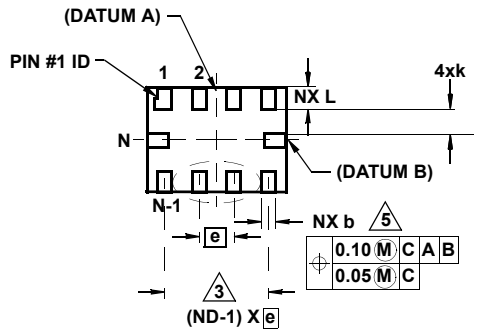 (DATUM A)
PIN #1 ID
1 2
4xk
NX L
N
(DATUM B)
N-1
NX b 5
e
0.10 M C A B
0.05 M C
3
(ND-1) X e